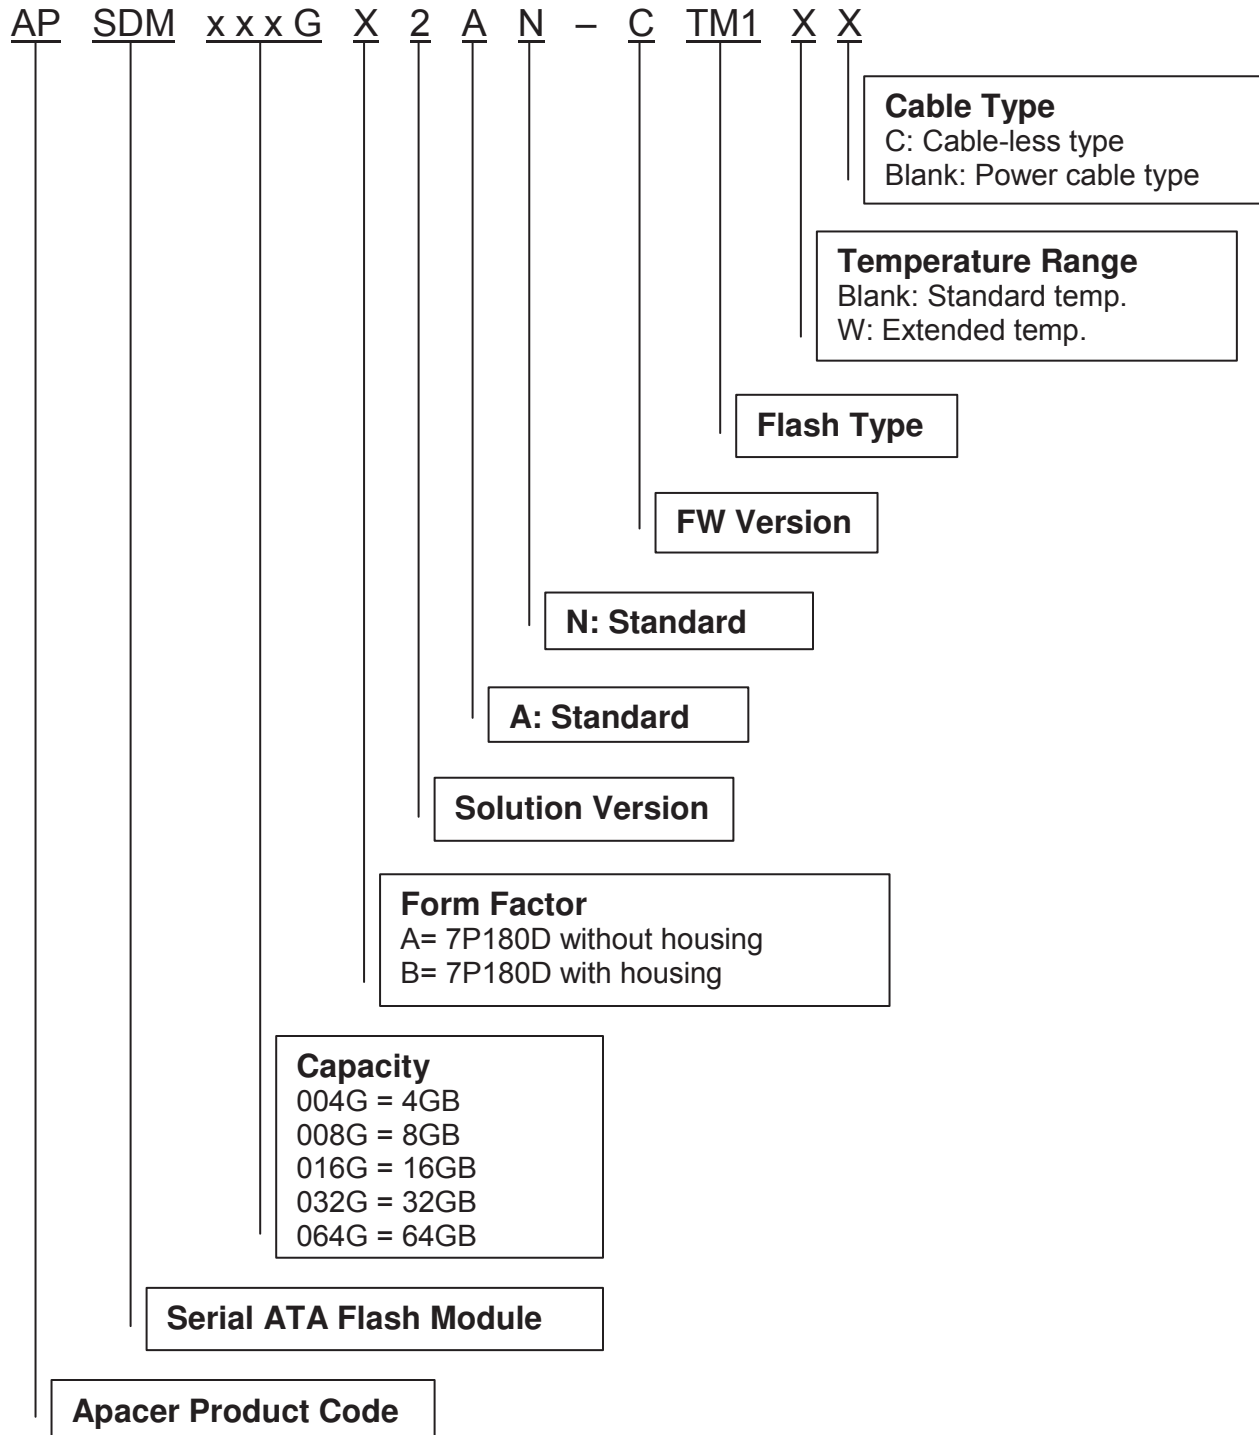 AP SDM x x x G X 2 A N – C TM1 X X
Cable Type
C: Cable-less type
Blank: Power cable type
Temperature Range
Blank: Standard temp.
W: Extended temp.
Flash Type
FW Version
N: Standard
A: Standard
Solution Version
Form Factor
A= 7P180D without housing
B= 7P180D with housing
Capacity
004G = 4GB
008G = 8GB
016G = 16GB
032G = 32GB
064G = 64GB
Serial ATA Flash Module
Apacer Product Code